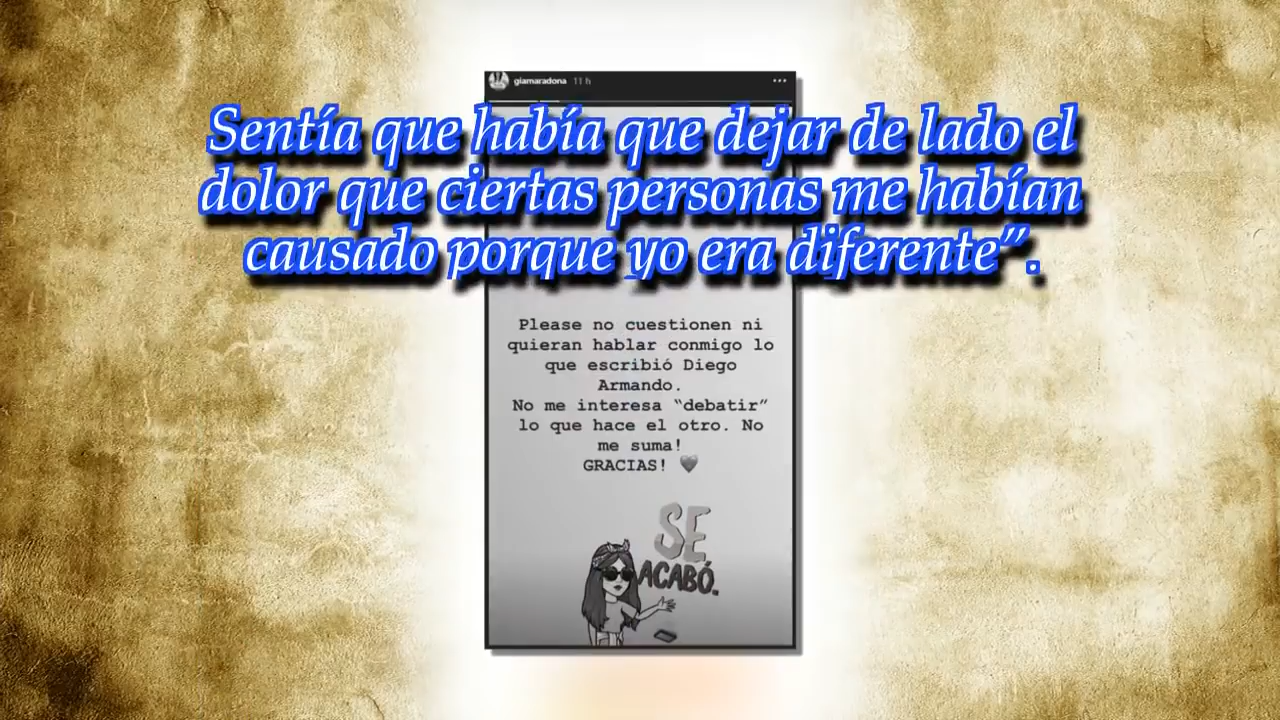 giamaradona 11 h
Sentía que había que dejar de lado el
dolor que ciertas personas me habían
causado porque yo era diferente”.
Please no cuestionen ni
quieran hablar conmigo lo
que escribió Diego
Armando.
No me interesa “debatir”
lo que hace el otro. No
me suma!
GRACIAS!
SE
ACABÓ.